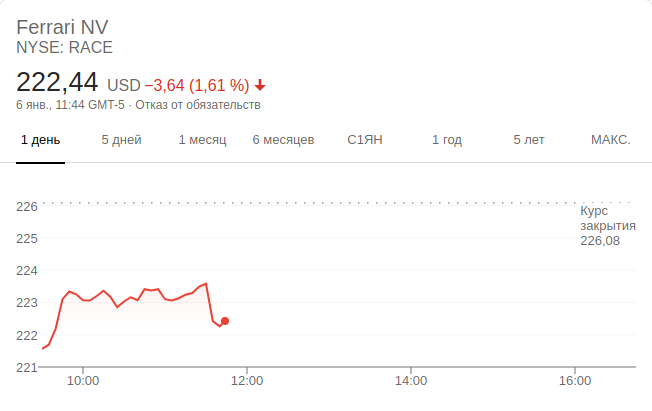 Ferrari NV
NYSE: RACE
222,44 USD −3,64 (1,61 %)
6 янв., 11:44 GMT-5 · Отказ от обязательств
1 день 5 дней 1 месяц 6 месяцев С1ЯН 1 год 5 лет МАКС.
226
Курс
закрытия
226,08
225
224
223
222
221
10:00 12:00 14:00 16:00